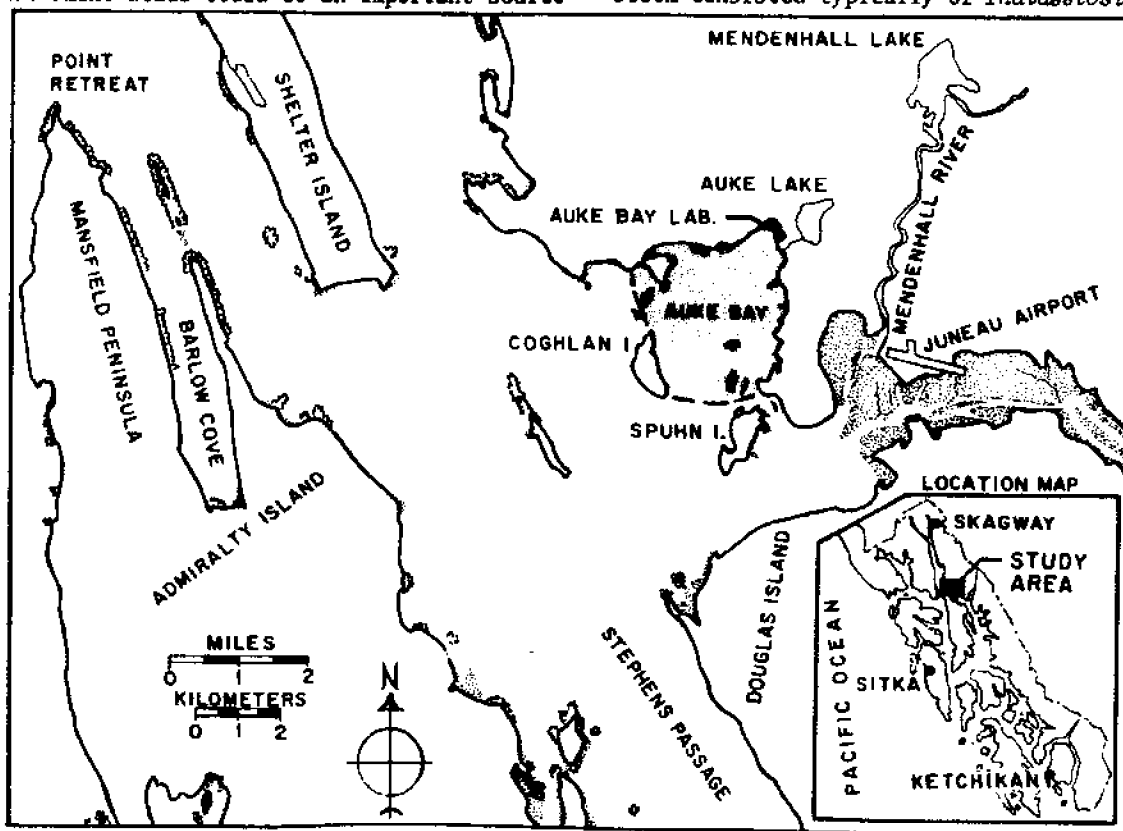 MENDENHALL LAKE
POINT
RETREAT
SHELTER ISLAND
MENDENHALL RIVER
AUKE LAKE
AUKE BAY LAB.
MANSFIELD PENINSULA
BARLOW COVE
AUKE BAY
JUNEAU AIRPORT
COGHLAN I.
SPUHN I.
ADMIRALTY ISLAND
LOCATION MAP
SKAGWAY
STUDY
AREA
DOUGLAS ISLAND
STEPHENS PASSAGE
PACIFIC OCEAN
SITKA
KETCHIKAN
MILES
0 1 2
KILOMETERS
0 1 2
N